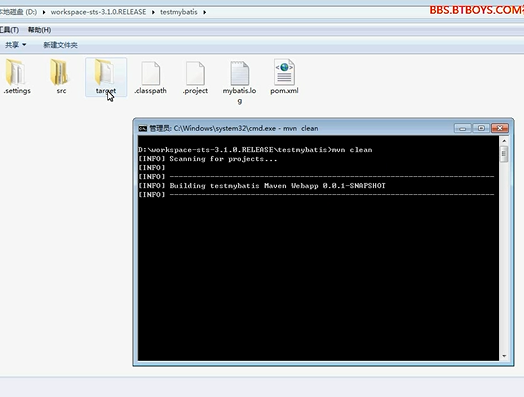 BBS.BTBOYS.COM
本地磁盘 (D:) ▸ workspace-sts-3.1.0.RELEASE ▸ testmybatis ▸
工具(T) 帮助(H)
共享 ▾ 新建文件夹
.settings src target .classpath .project mybatis.lo
g pom.xml
管理员: C:\Windows\system32\cmd.exe - mvn clean
D:\workspace-sts-3.1.0.RELEASE\testmybatis>mvn clean
[INFO] Scanning for projects...
[INFO]
[INFO] ------------------------------------------------------------------------
[INFO] Building testmybatis Maven Webapp 0.0.1-SNAPSHOT
[INFO] ------------------------------------------------------------------------